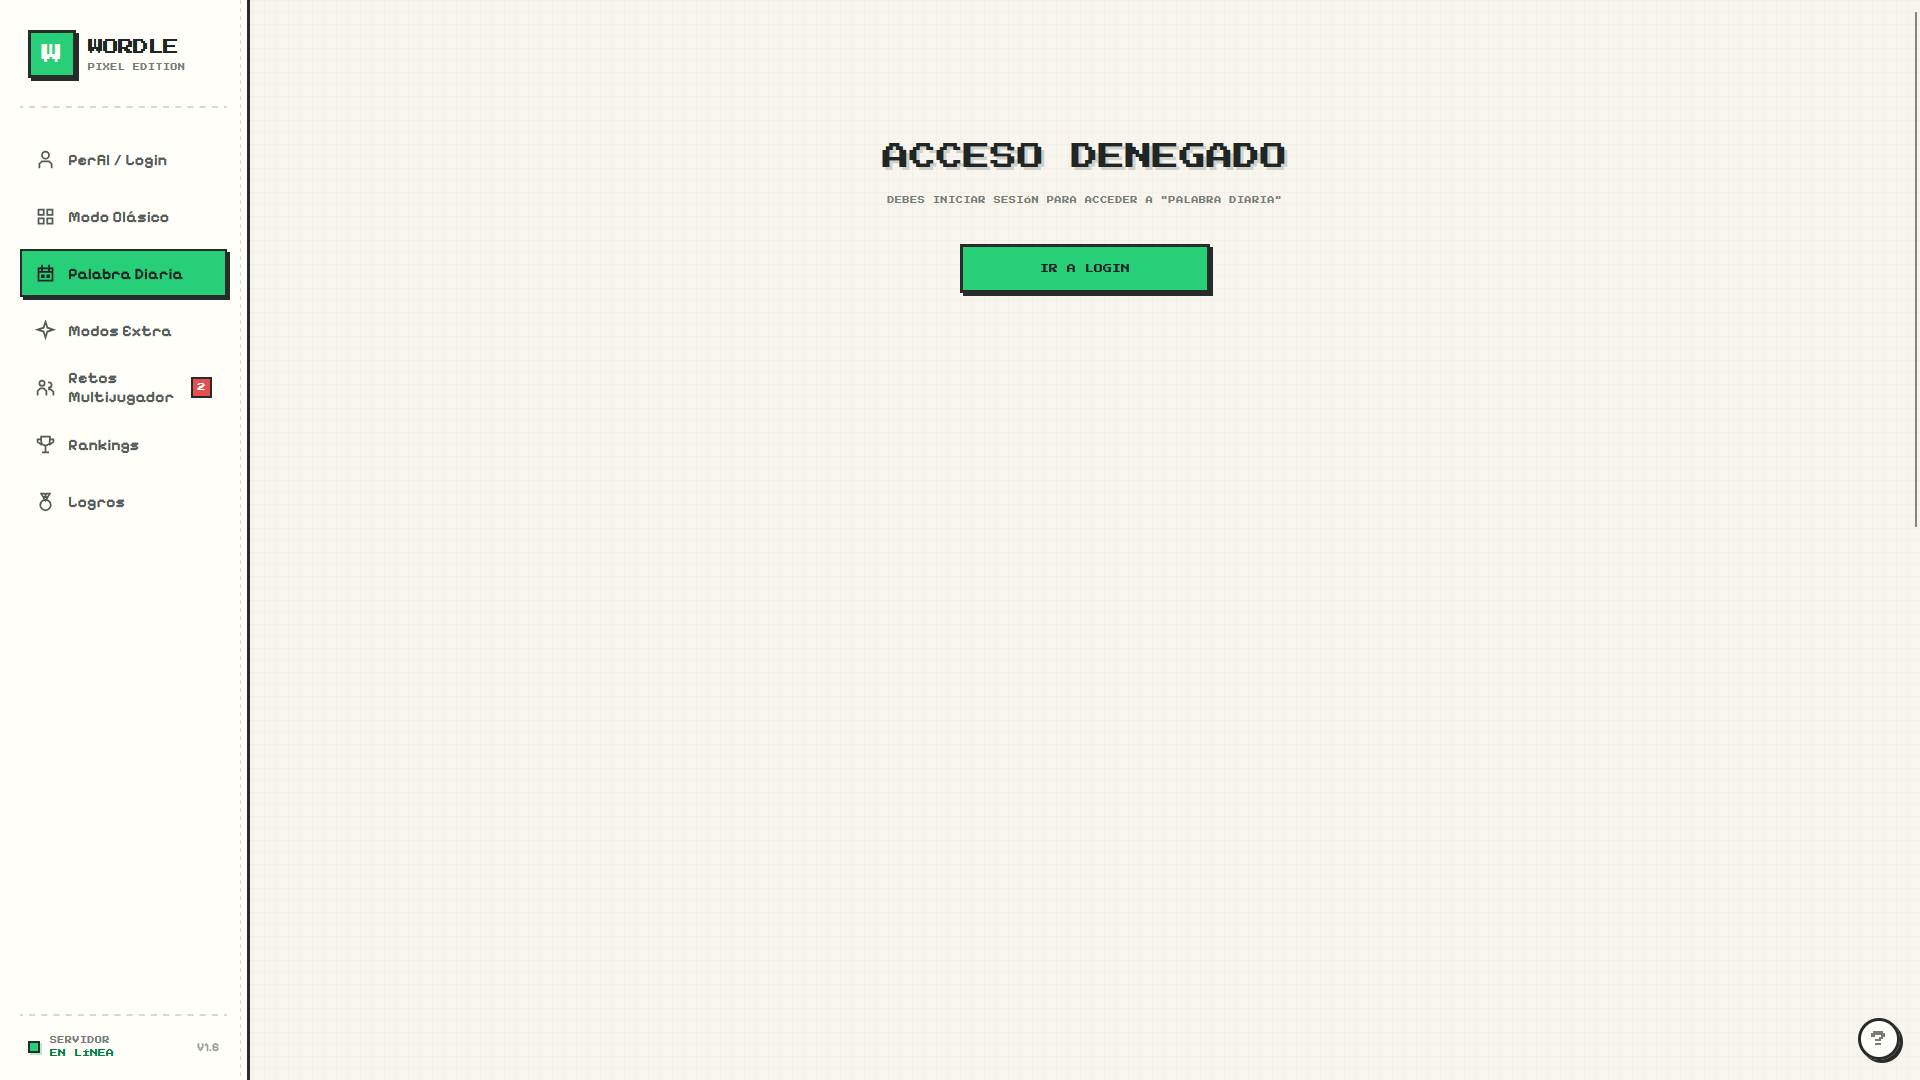 W
WORDLE
PIXEL EDITION
Perfil / Login
Modo Clásico
Palabra Diaria
Modos Extra
Retos
Multijugador
2
Rankings
Logros
SERVIDOR
EN LíNEA
V1.6
ACCESO DENEGADO
DEBES INICIAR SESIóN PARA ACCEDER A "PALABRA DIARIA"
IR A LOGIN
?